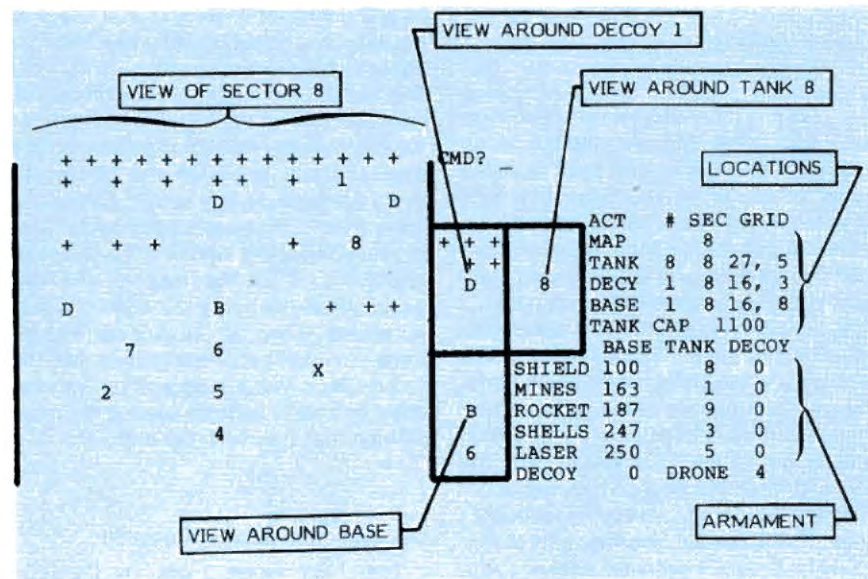 VIEW AROUND DECOY 1
VIEW OF SECTOR 8
VIEW AROUND TANK 8
+ + + + + + + + + + + + + + CMD? _
+ + + + + + 1
LOCATIONS
D D
ACT # SEC GRID
+ + + + 8 + + + MAP 8
+ + TANK 8 8 27, 5
D 8 DECY 1 8 16, 3
D B + + + BASE 1 8 16, 8
TANK CAP 1100
7 6 BASE TANK DECOY
X SHIELD 100 8 0
2 5 MINES 163 1 0
B ROCKET 187 9 0
4 SHELLS 247 3 0
6 LASER 250 5 0
DECOY 0 DRONE 4
VIEW AROUND BASE
ARMAMENT